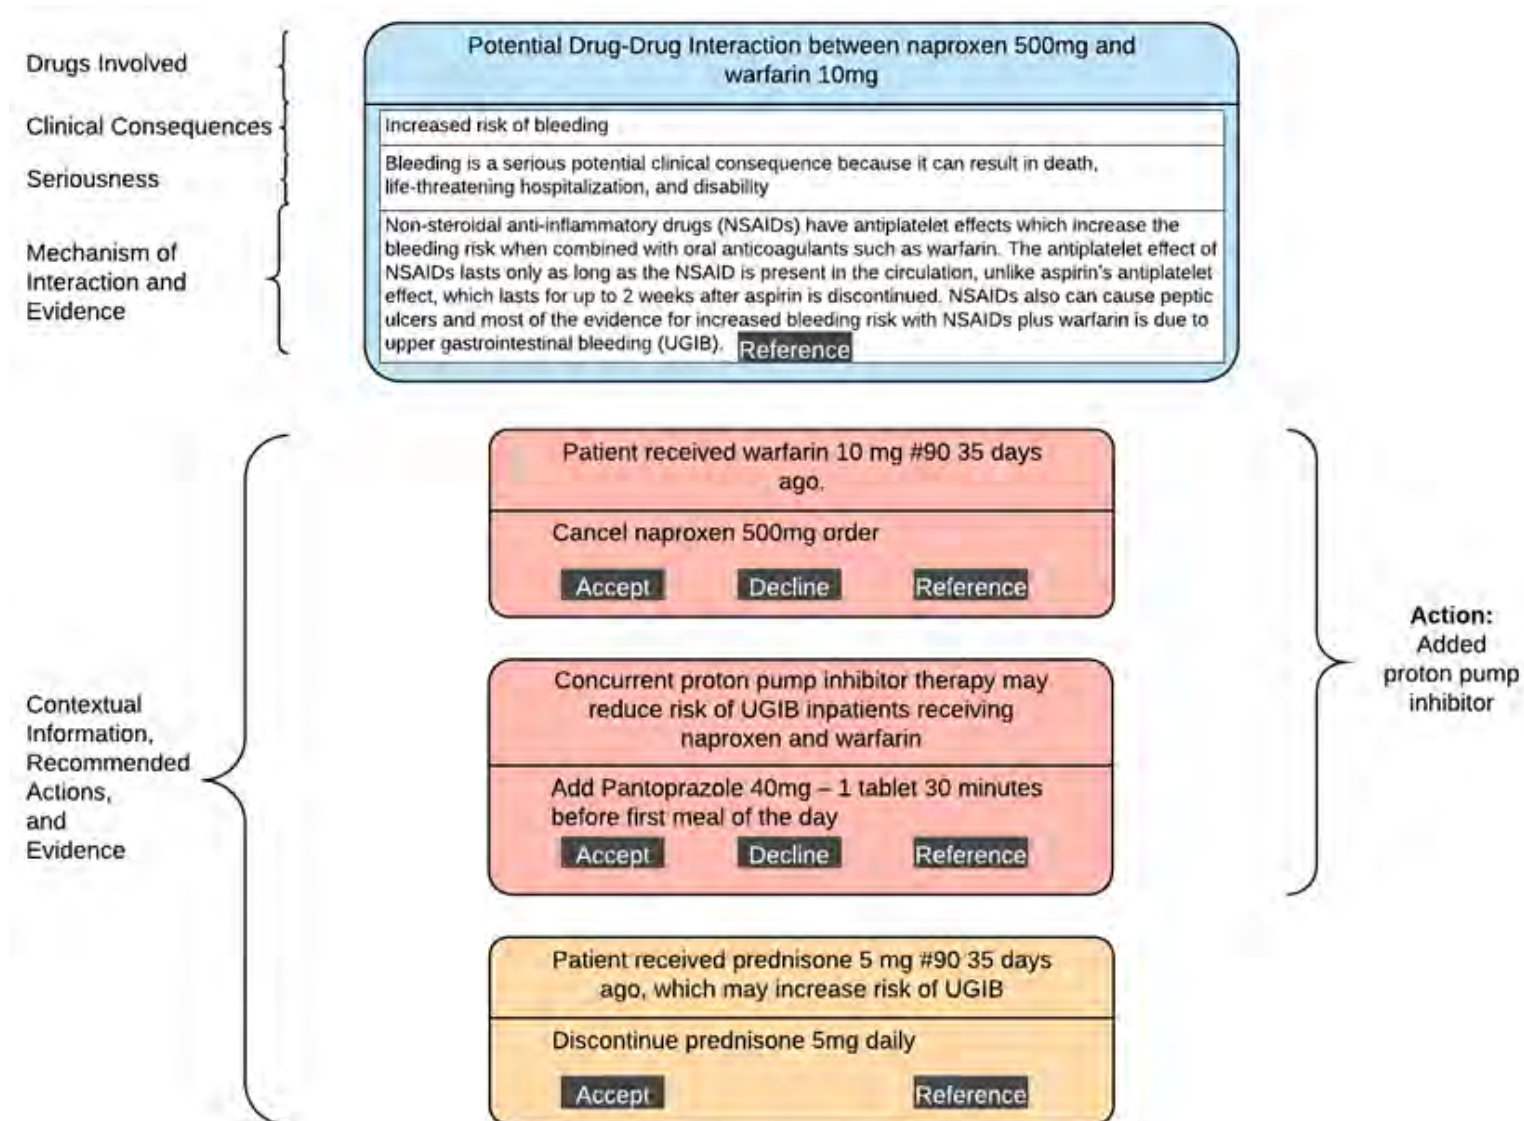 Drugs Involved
Potential Drug-Drug Interaction between naproxen 500mg and
warfarin 10mg
Clinical Consequences
Increased risk of bleeding
Seriousness
Bleeding is a serious potential clinical consequence because it can result in death,
life-threatening hospitalization, and disability
Mechanism of
Interaction and
Evidence
Non-steroidal anti-inflammatory drugs (NSAIDs) have antiplatelet effects which increase the
bleeding risk when combined with oral anticoagulants such as warfarin. The antiplatelet effect of
NSAIDs lasts only as long as the NSAID is present in the circulation, unlike aspirin's antiplatelet
effect, which lasts for up to 2 weeks after aspirin is discontinued. NSAIDs also can cause peptic
ulcers and most of the evidence for increased bleeding risk with NSAIDs plus warfarin is due to
upper gastrointestinal bleeding (UGIB). Reference
Contextual
Information,
Recommended
Actions,
and
Evidence
Patient received warfarin 10 mg #90 35 days
ago.
Cancel naproxen 500mg order
Accept Decline Reference
Concurrent proton pump inhibitor therapy may
reduce risk of UGIB inpatients receiving
naproxen and warfarin
Add Pantoprazole 40mg – 1 tablet 30 minutes
before first meal of the day
Accept Decline Reference
Patient received prednisone 5 mg #90 35 days
ago, which may increase risk of UGIB
Discontinue prednisone 5mg daily
Accept Reference
Action:
Added
proton pump
inhibitor